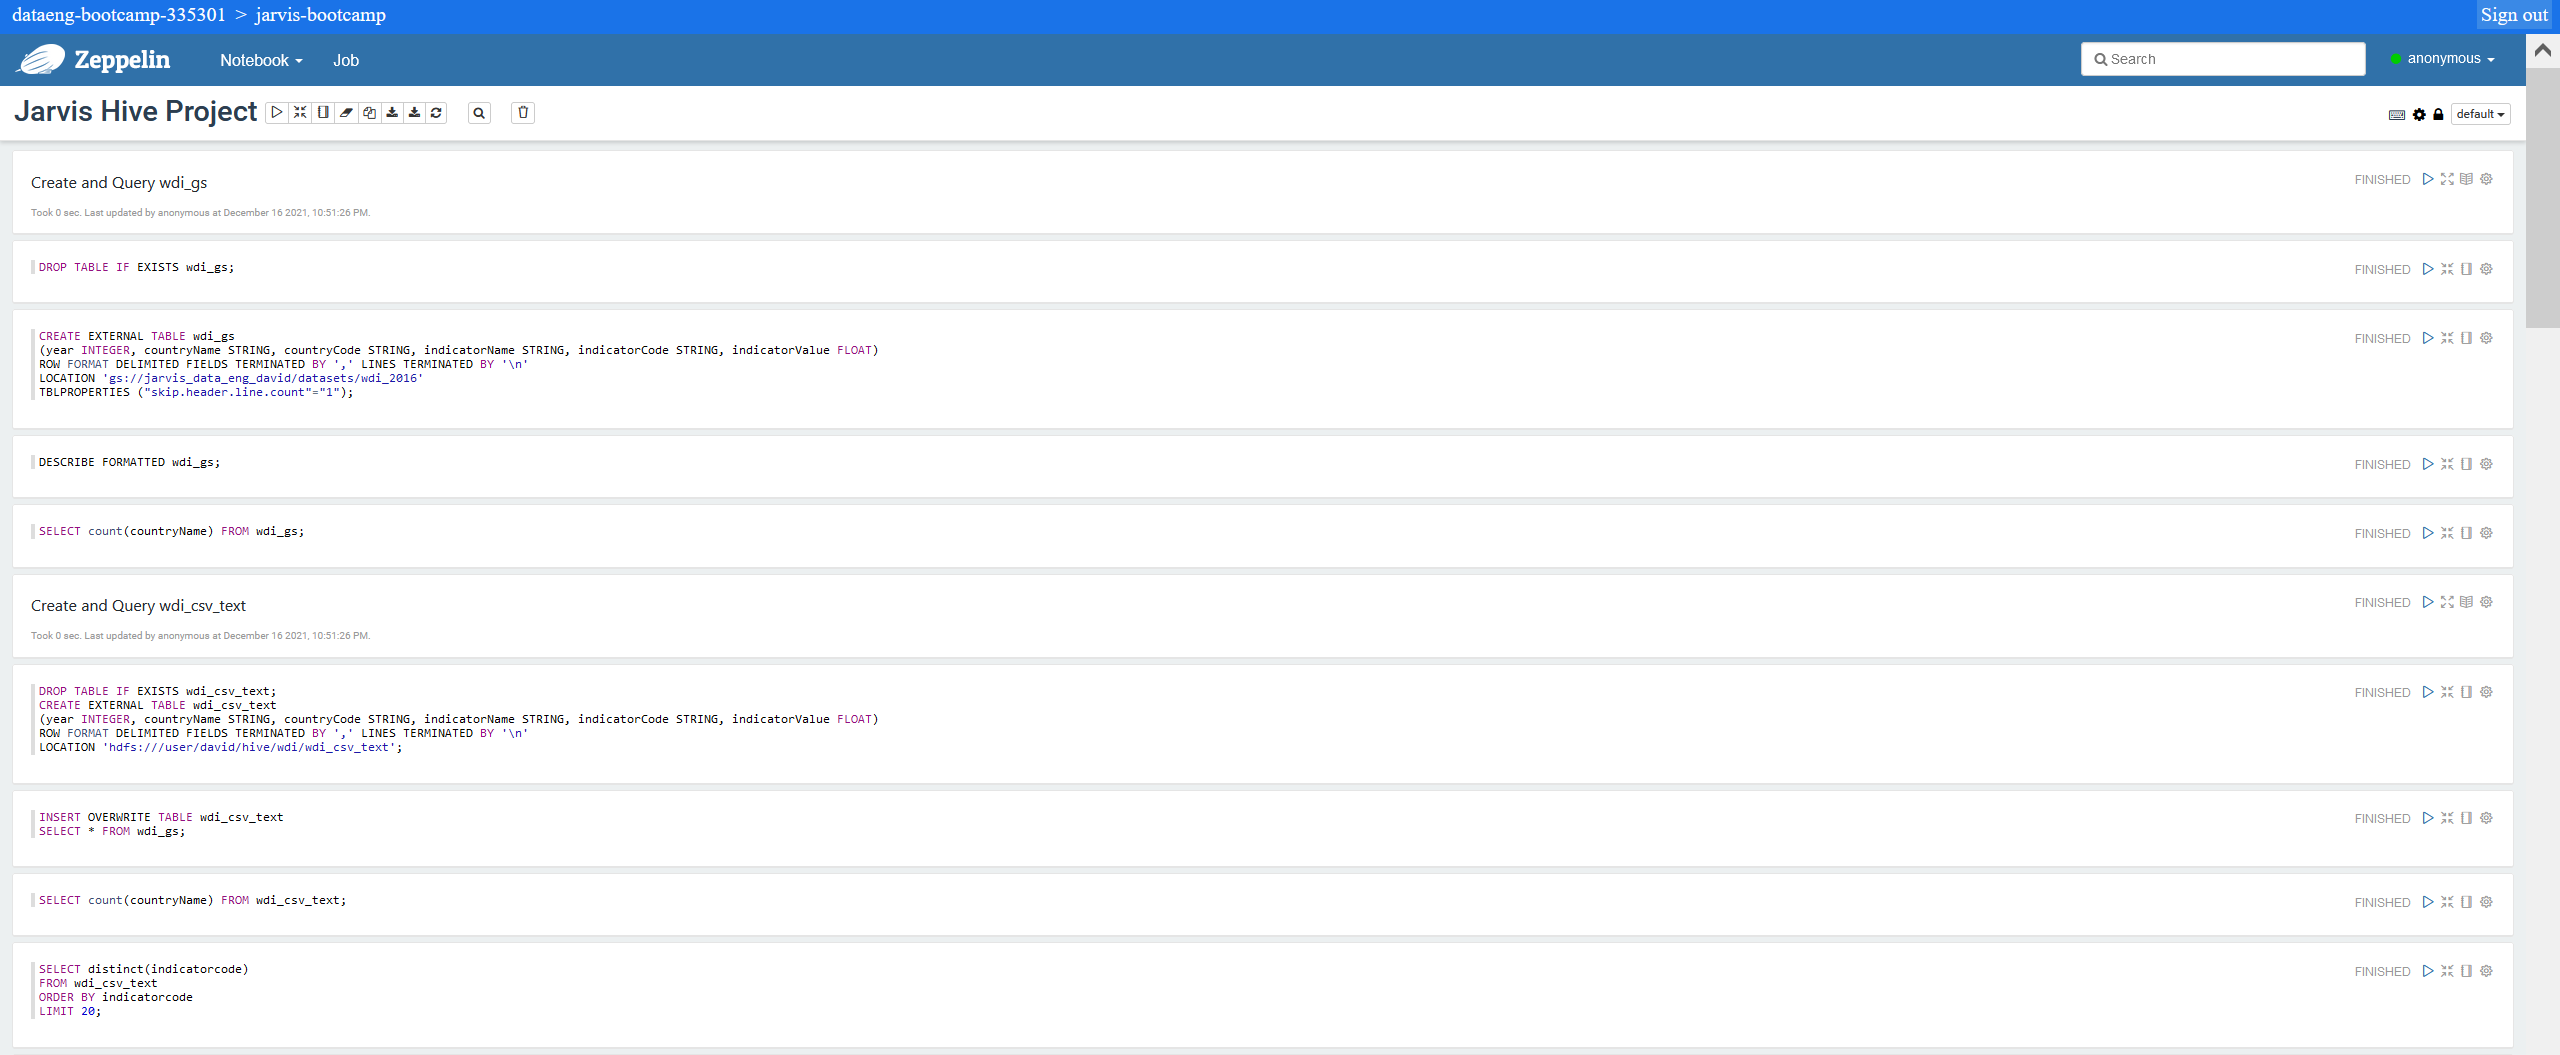 dataeng-bootcamp-335301 > jarvis-bootcamp
Sign out
Zeppelin
Notebook
Job
Search
anonymous
Jarvis Hive Project
default
Create and Query wdi_gs
FINISHED
Took 0 sec. Last updated by anonymous at December 16 2021, 10:51:26 PM.
DROP TABLE IF EXISTS wdi_gs;
FINISHED
CREATE EXTERNAL TABLE wdi_gs
FINISHED
(year INTEGER, countryName STRING, countryCode STRING, indicatorName STRING, indicatorCode STRING, indicatorValue FLOAT)
ROW FORMAT DELIMITED FIELDS TERMINATED BY ',' LINES TERMINATED BY '\n'
LOCATION 'gs://jarvis_data_eng_david/datasets/wdi_2016'
TBLPROPERTIES ("skip.header.line.count"="1");
DESCRIBE FORMATTED wdi_gs;
FINISHED
SELECT count(countryName) FROM wdi_gs;
FINISHED
Create and Query wdi_csv_text
FINISHED
Took 0 sec. Last updated by anonymous at December 16 2021, 10:51:26 PM.
DROP TABLE IF EXISTS wdi_csv_text;
FINISHED
CREATE EXTERNAL TABLE wdi_csv_text
(year INTEGER, countryName STRING, countryCode STRING, indicatorName STRING, indicatorCode STRING, indicatorValue FLOAT)
ROW FORMAT DELIMITED FIELDS TERMINATED BY ',' LINES TERMINATED BY '\n'
LOCATION 'hdfs:///user/david/hive/wdi/wdi_csv_text';
INSERT OVERWRITE TABLE wdi_csv_text
FINISHED
SELECT * FROM wdi_gs;
SELECT count(countryName) FROM wdi_csv_text;
FINISHED
SELECT distinct(indicatorcode)
FINISHED
FROM wdi_csv_text
ORDER BY indicatorcode
LIMIT 20;